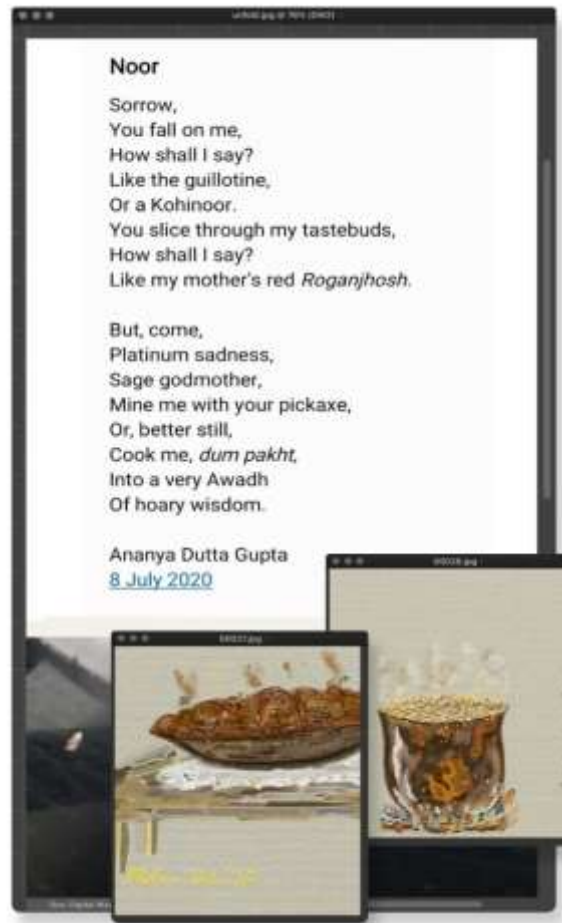 Noor
Sorrow,
You fall on me,
How shall I say?
Like the guillotine,
Or a Kohinoor.
You slice through my tastebuds,
How shall I say?
Like my mother's red Roganjhosh.
But, come,
Platinum sadness,
Sage godmother,
Mine me with your pickaxe,
Or, better still,
Cook me, dum pakht,
Into a very Awadh
Of hoary wisdom.
Ananya Dutta Gupta
8 July 2020